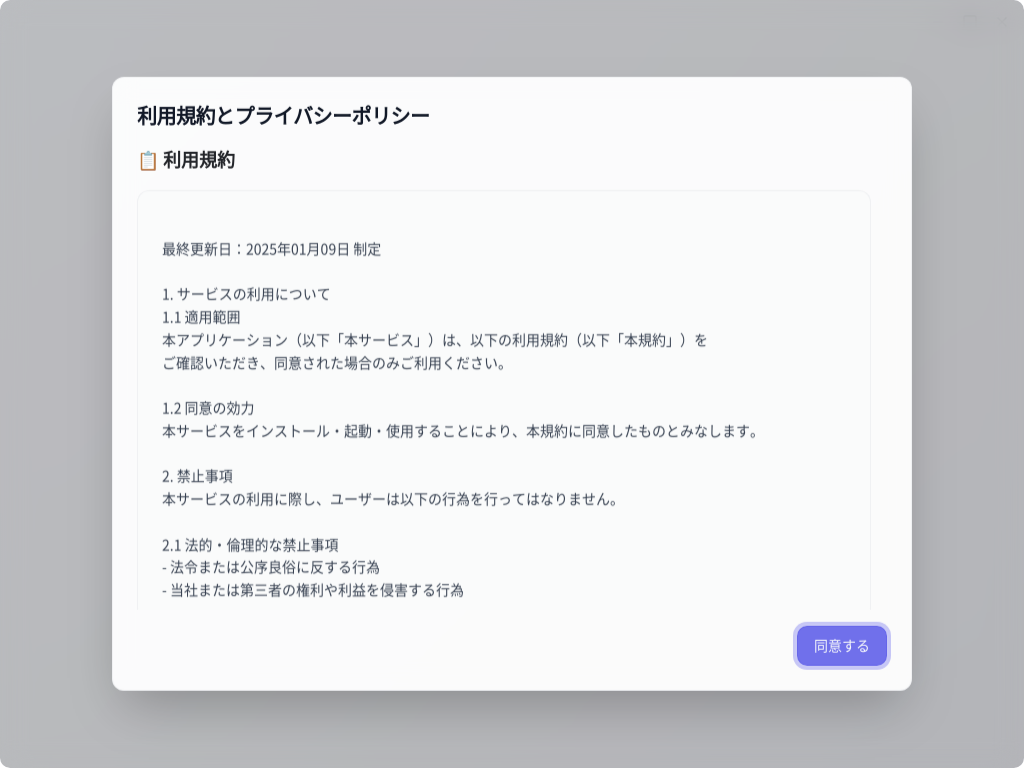 利用規約とプライバシーポリシー
📋 利用規約
最終更新日：2025年01月09日 制定
1. サービスの利用について
1.1 適用範囲
本アプリケーション（以下「本サービス」）は、以下の利用規約（以下「本規約」）を
ご確認いただき、同意された場合のみご利用ください。
1.2 同意の効力
本サービスをインストール・起動・使用することにより、本規約に同意したものとみなします。
2. 禁止事項
本サービスの利用に際し、ユーザーは以下の行為を行ってはなりません。
2.1 法的・倫理的な禁止事項
- 法令または公序良俗に反する行為
- 当社または第三者の権利や利益を侵害する行為
同意する